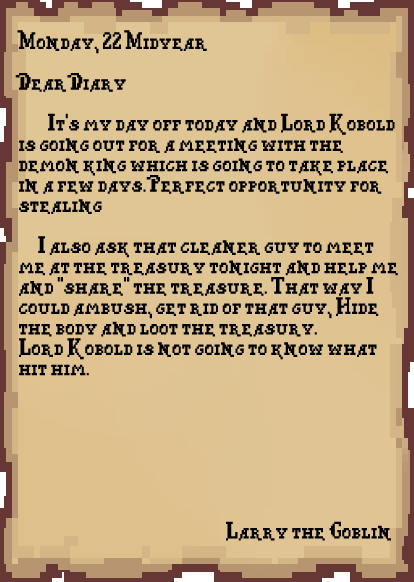 Monday, 22 Midyear
Dear Diary
It's my day off today and Lord Kobold
is going out for a meeting with the
demon king which is going to take place
in a few days. Perfect opportunity for
stealing
I also ask that cleaner guy to meet
me at the treasury tonight and help me
and "share" the treasure. That way I
could ambush, get rid of that guy, Hide
the body and loot the treasury.
Lord Kobold is not going to know what
hit him.
Larry the Goblin